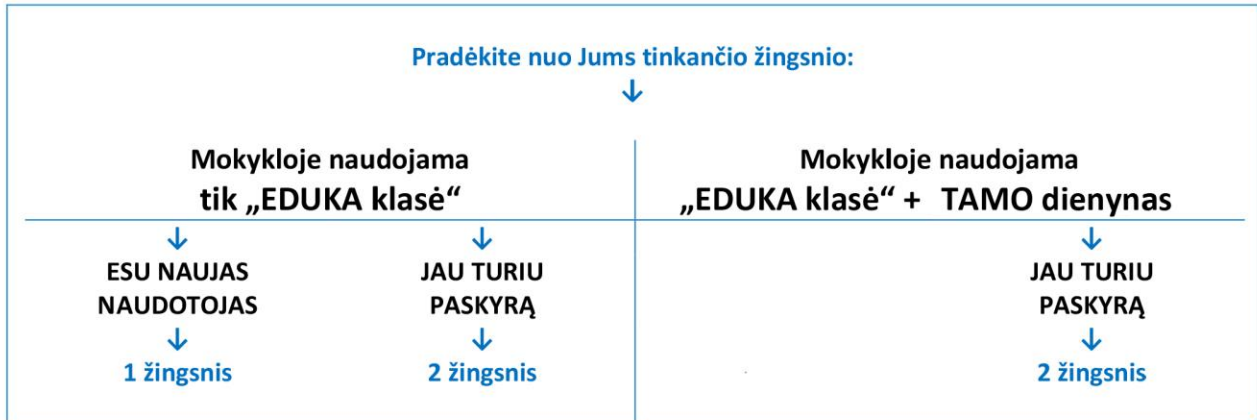 Pradėkite nuo Jums tinkančio žingsnio:
↓
Mokykloje naudojama
tik „EDUKA klasė“
↓ ↓
ESU NAUJAS JAU TURIU
NAUDOTOJAS PASKYRĄ
↓ ↓
1 žingsnis 2 žingsnis
Mokykloje naudojama
„EDUKA klasė“ + TAMO dienynas
↓
JAU TURIU
PASKYRĄ
↓
2 žingsnis